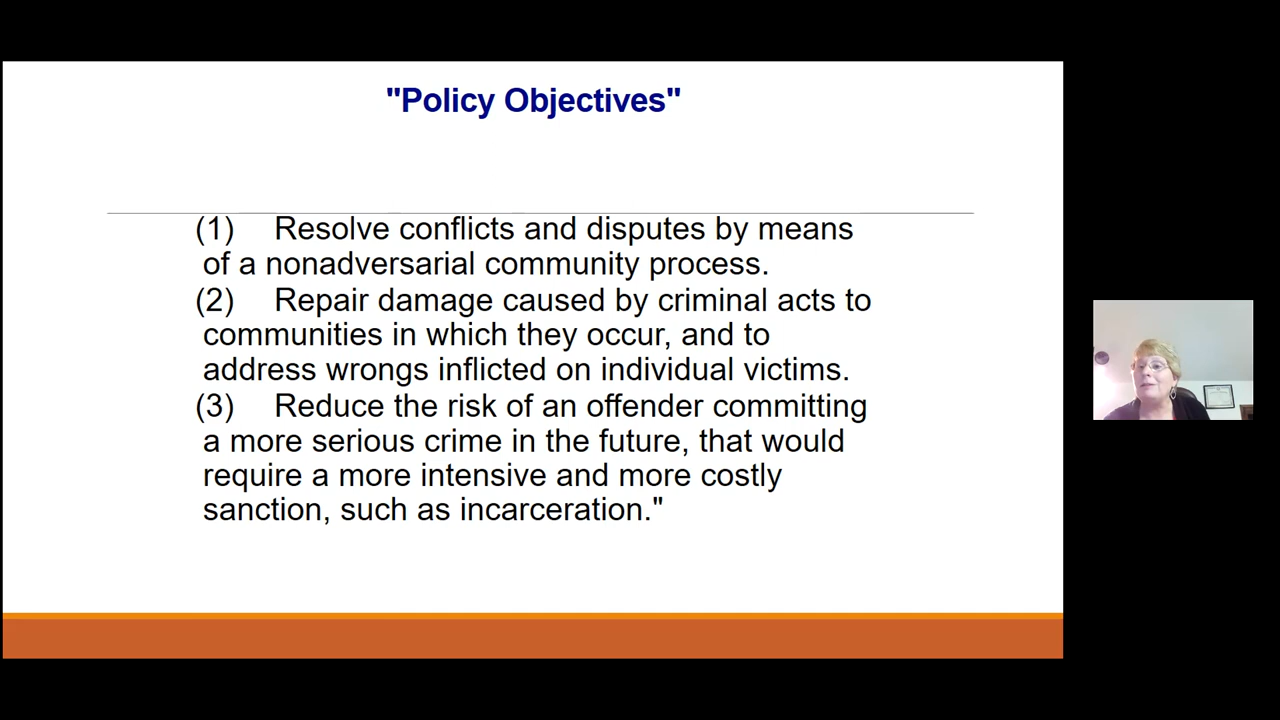 "Policy Objectives"
(1) Resolve conflicts and disputes by means
of a nonadversarial community process.
(2) Repair damage caused by criminal acts to
communities in which they occur, and to
address wrongs inflicted on individual victims.
(3) Reduce the risk of an offender committing
a more serious crime in the future, that would
require a more intensive and more costly
sanction, such as incarceration."